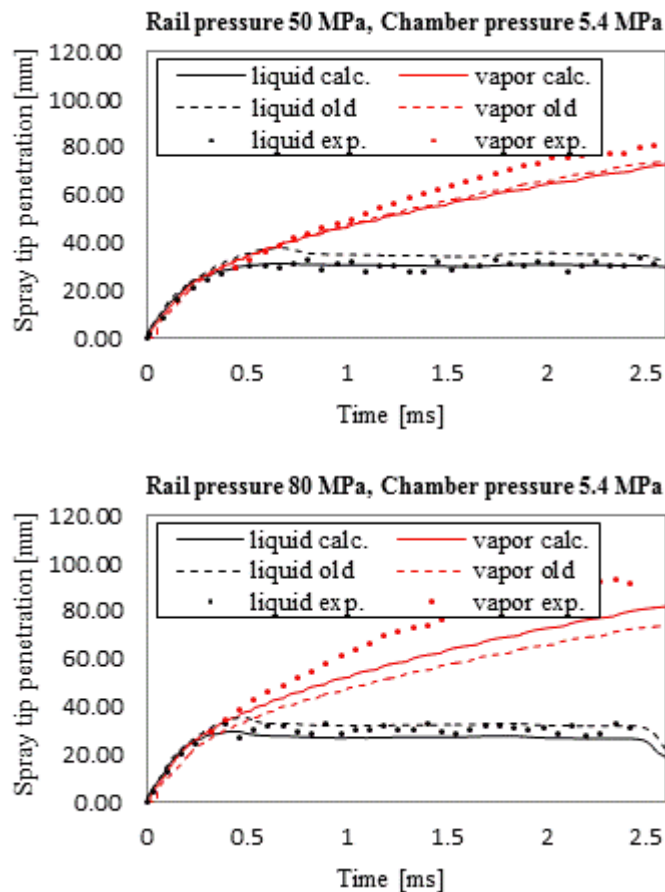 Rail pressure 50 MPa, Chamber pressure 5.4 MPa
120.00
100.00
80.00
60.00
40.00
20.00
0.00
Spray tip penetration [mm]
liquid calc. vapor calc.
liquid old vapor old
liquid exp. vapor exp.
0 0.5 1 1.5 2 2.5
Time [ms]
Rail pressure 80 MPa, Chamber pressure 5.4 MPa
120.00
100.00
80.00
60.00
40.00
20.00
0.00
Spray tip penetration [mm]
liquid calc. vapor calc.
liquid old vapor old
liquid exp. vapor exp.
0 0.5 1 1.5 2 2.5
Time [ms]